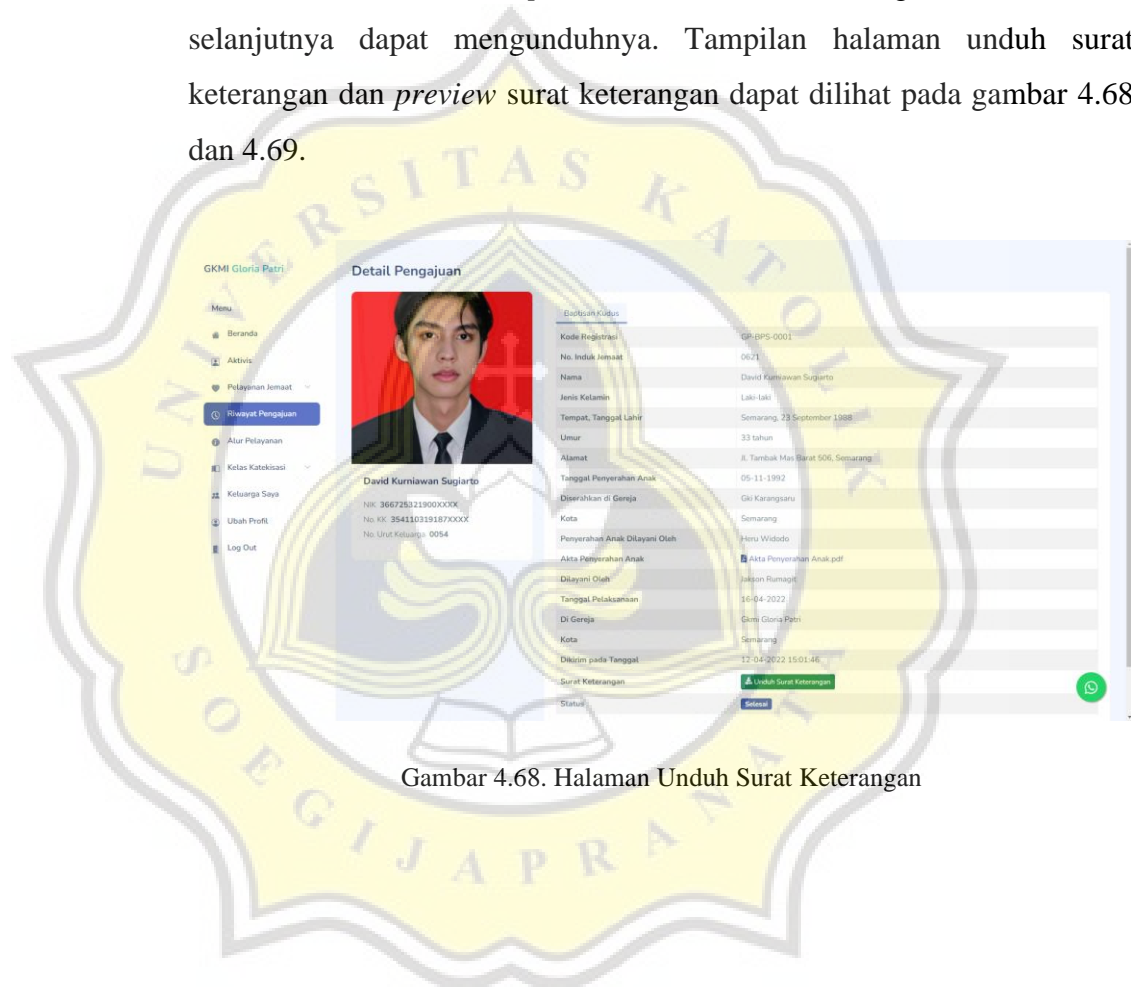 selanjutnya dapat mengunduhnya. Tampilan halaman unduh surat
keterangan dan preview surat keterangan dapat dilihat pada gambar 4.68
dan 4.69.
UNIVERSITAS KATOLIK
GKMI Gloria Patri
Menu
Beranda
Aktivis
Pelayanan Jemaat
Riwayat Pengajuan
Alur Pelayanan
Kelas Katekisasi
Keluarga Saya
Ubah Profil
Log Out
Detail Pengajuan
David Kurniawan Sugiarto
NIK. 366725321900XXXX
No. KK. 354110319187XXXX
No. Urut Keluarga. 0054
Baptisan Kudus
Kode Registrasi GP-BPS-0001
No. Induk Jemaat 0621
Nama David Kurniawan Sugiarto
Jenis Kelamin Laki-laki
Tempat, Tanggal Lahir Semarang, 23 September 1988
Umur 33 tahun
Alamat Jl. Tambak Mas Barat 506, Semarang
Tanggal Penyerahan Anak 05-11-1992
Diserahkan di Gereja Gki Karangsaru
Kota Semarang
Penyerahan Anak Dilayani Oleh Heru Widodo
Akta Penyerahan Anak Akta Penyerahan Anak.pdf
Dilayani Oleh Jakson Rumagit
Tanggal Pelaksanaan 16-04-2022
Di Gereja Gkmi Gloria Patri
Kota Semarang
Dikirim pada Tanggal 12-04-2022 15:01:46
Surat Keterangan Unduh Surat Keterangan
Status Selesai
Gambar 4.68. Halaman Unduh Surat Keterangan
SOEGIJAPRANATA